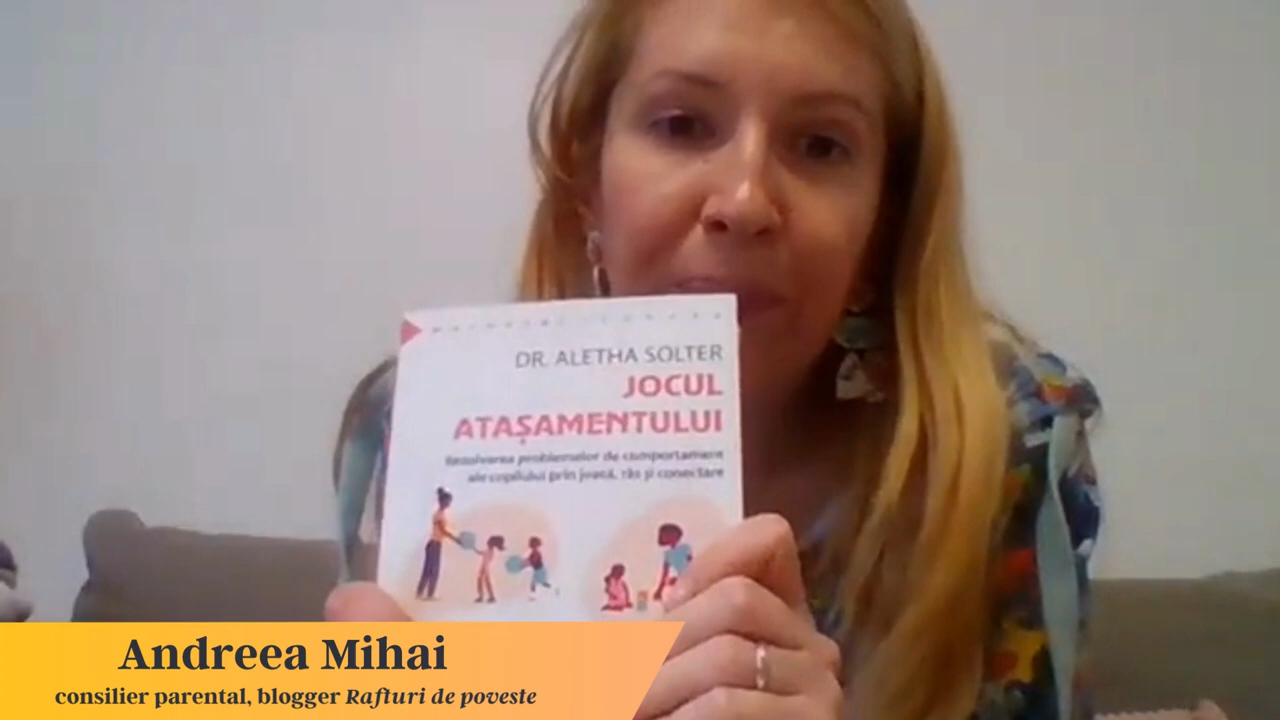 DR. ALETHA SOLTER
JOCUL
ATAȘAMENTULUI
Rezolvarea problemelor de comportament
ale copilului prin joacă, râs și conectare
Andreea Mihai
consilier parental, blogger Rafturi de poveste